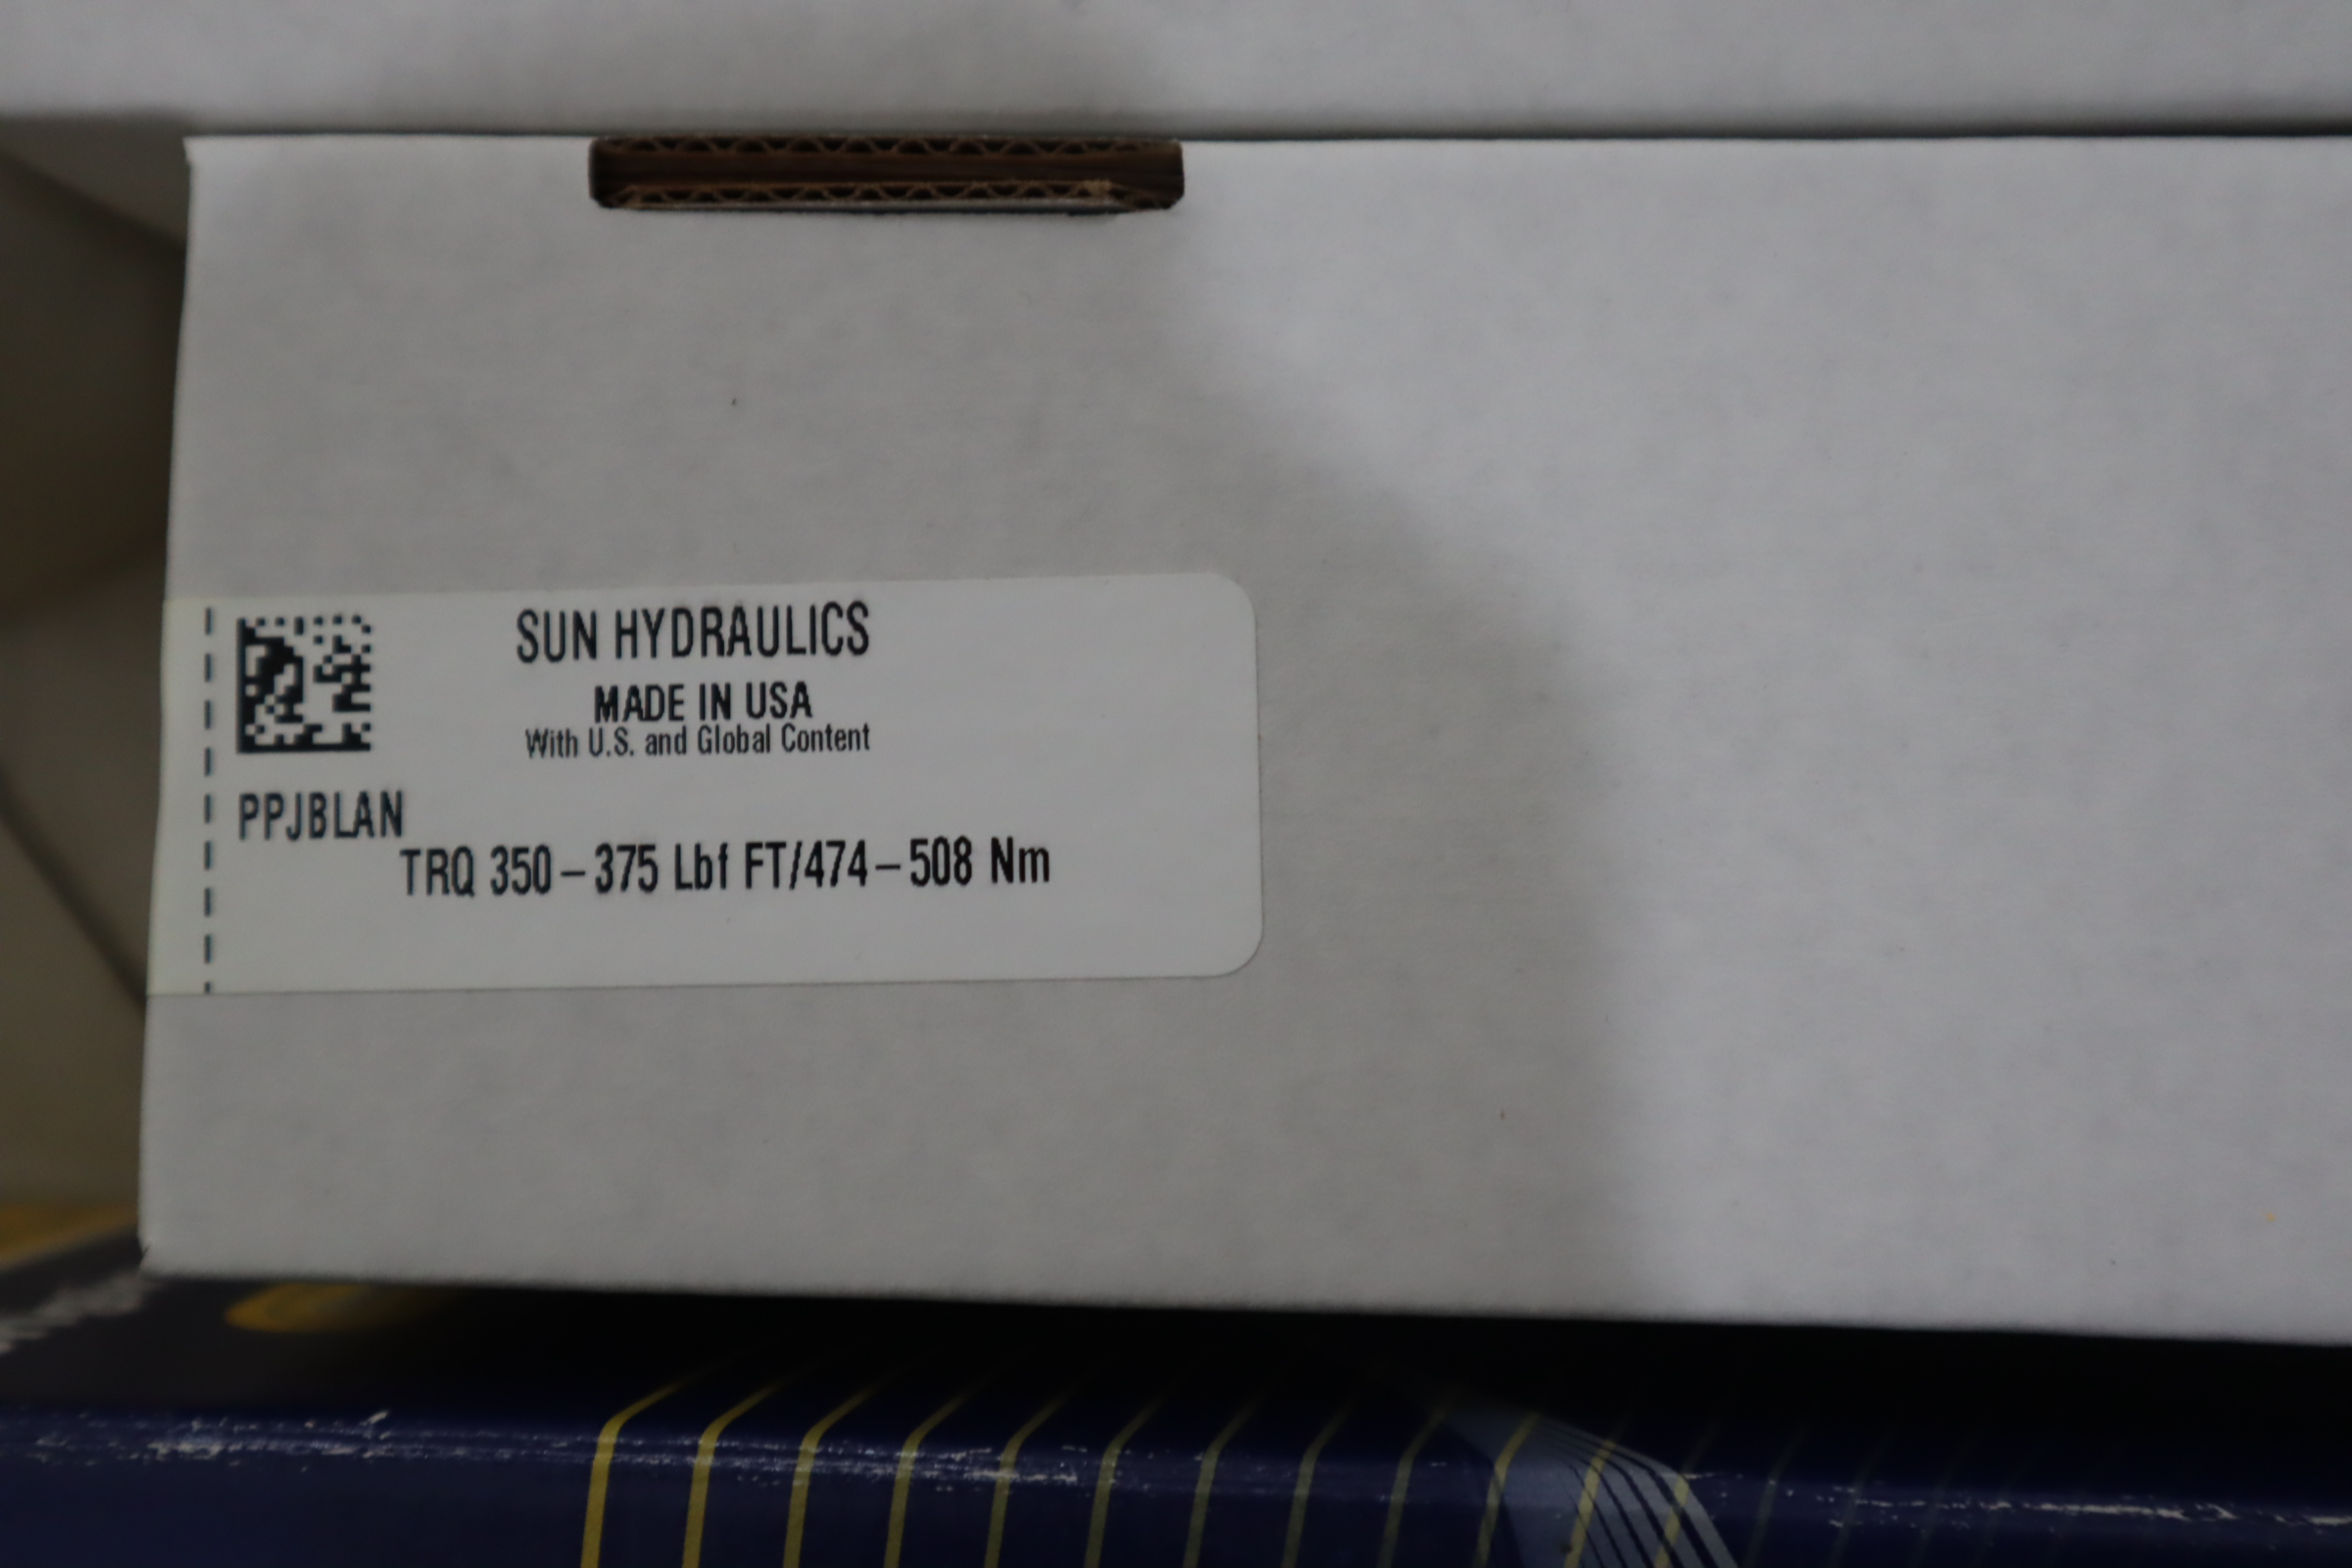 SUN HYDRAULICS
MADE IN USA
With U.S. and Global Content
PPJBLAN
TRQ 350-375 Lbf FT/474-508 Nm